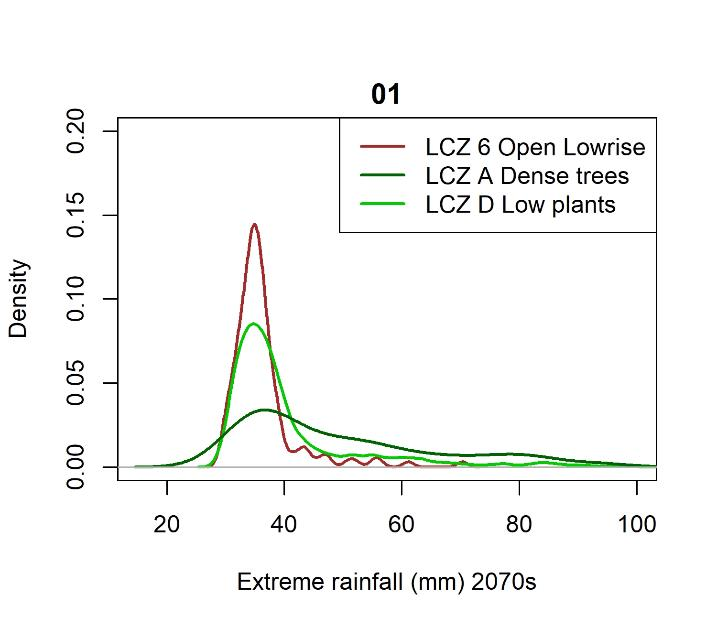 01
LCZ 6 Open Lowrise
LCZ A Dense trees
LCZ D Low plants
Density
0.20
0.15
0.10
0.05
0.00
20 40 60 80 100
Extreme rainfall (mm) 2070s